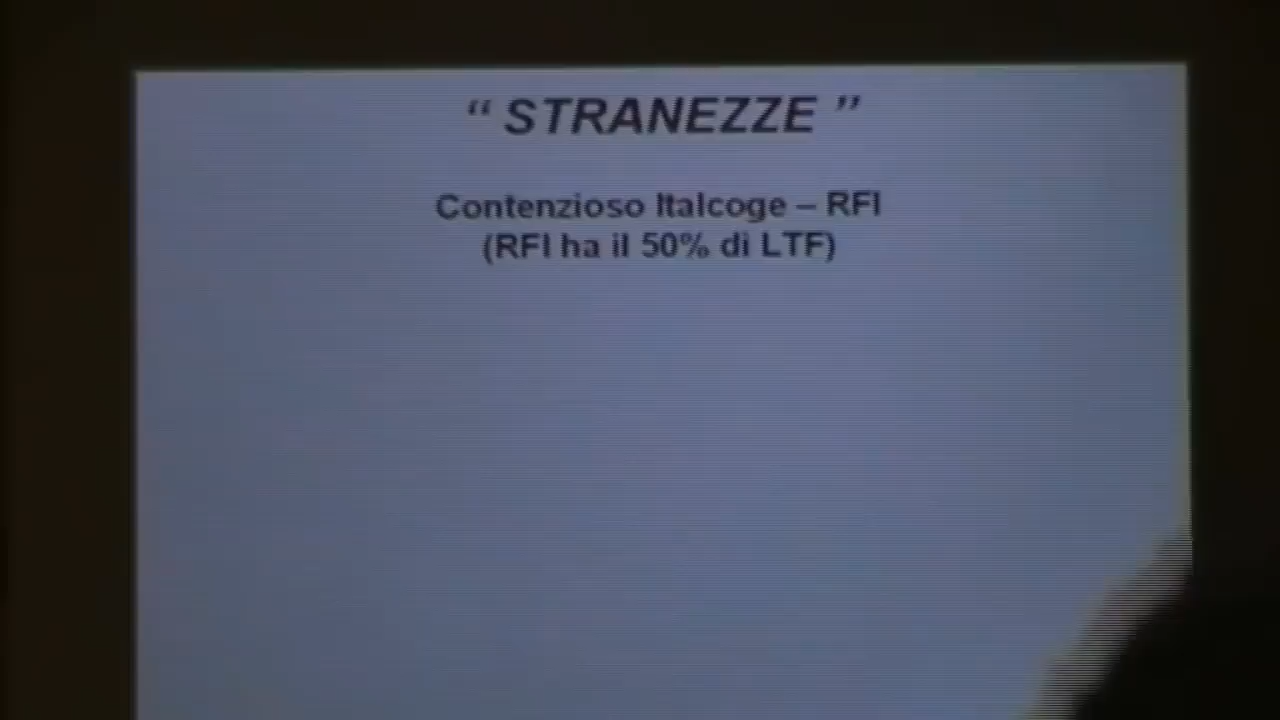 “ STRANEZZE ”
Contenzioso Italcoge – RFI
(RFI ha il 50% di LTF)